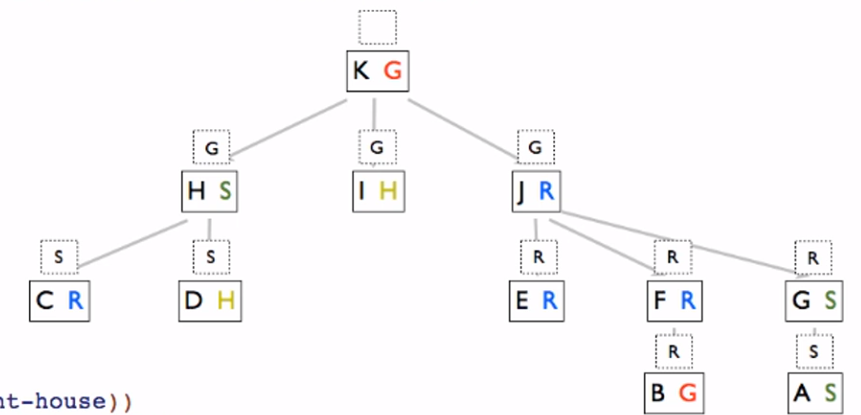 K G
G G G
H S I H J R
S S R R R
C R D H E R F R G S
R S
B G A S
nt-house))